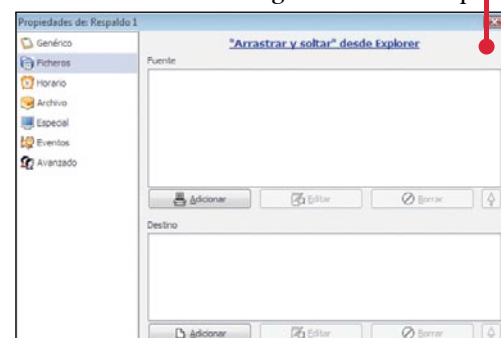 Propiedades de: Respaldo 1
Genérico
Ficheros
Horario
Archivo
Especial
Eventos
Avanzado
"Arrastrar y soltar" desde Explorer
Fuente
Adicionar Editar Borrar
Destino
Adicionar Editar Borrar